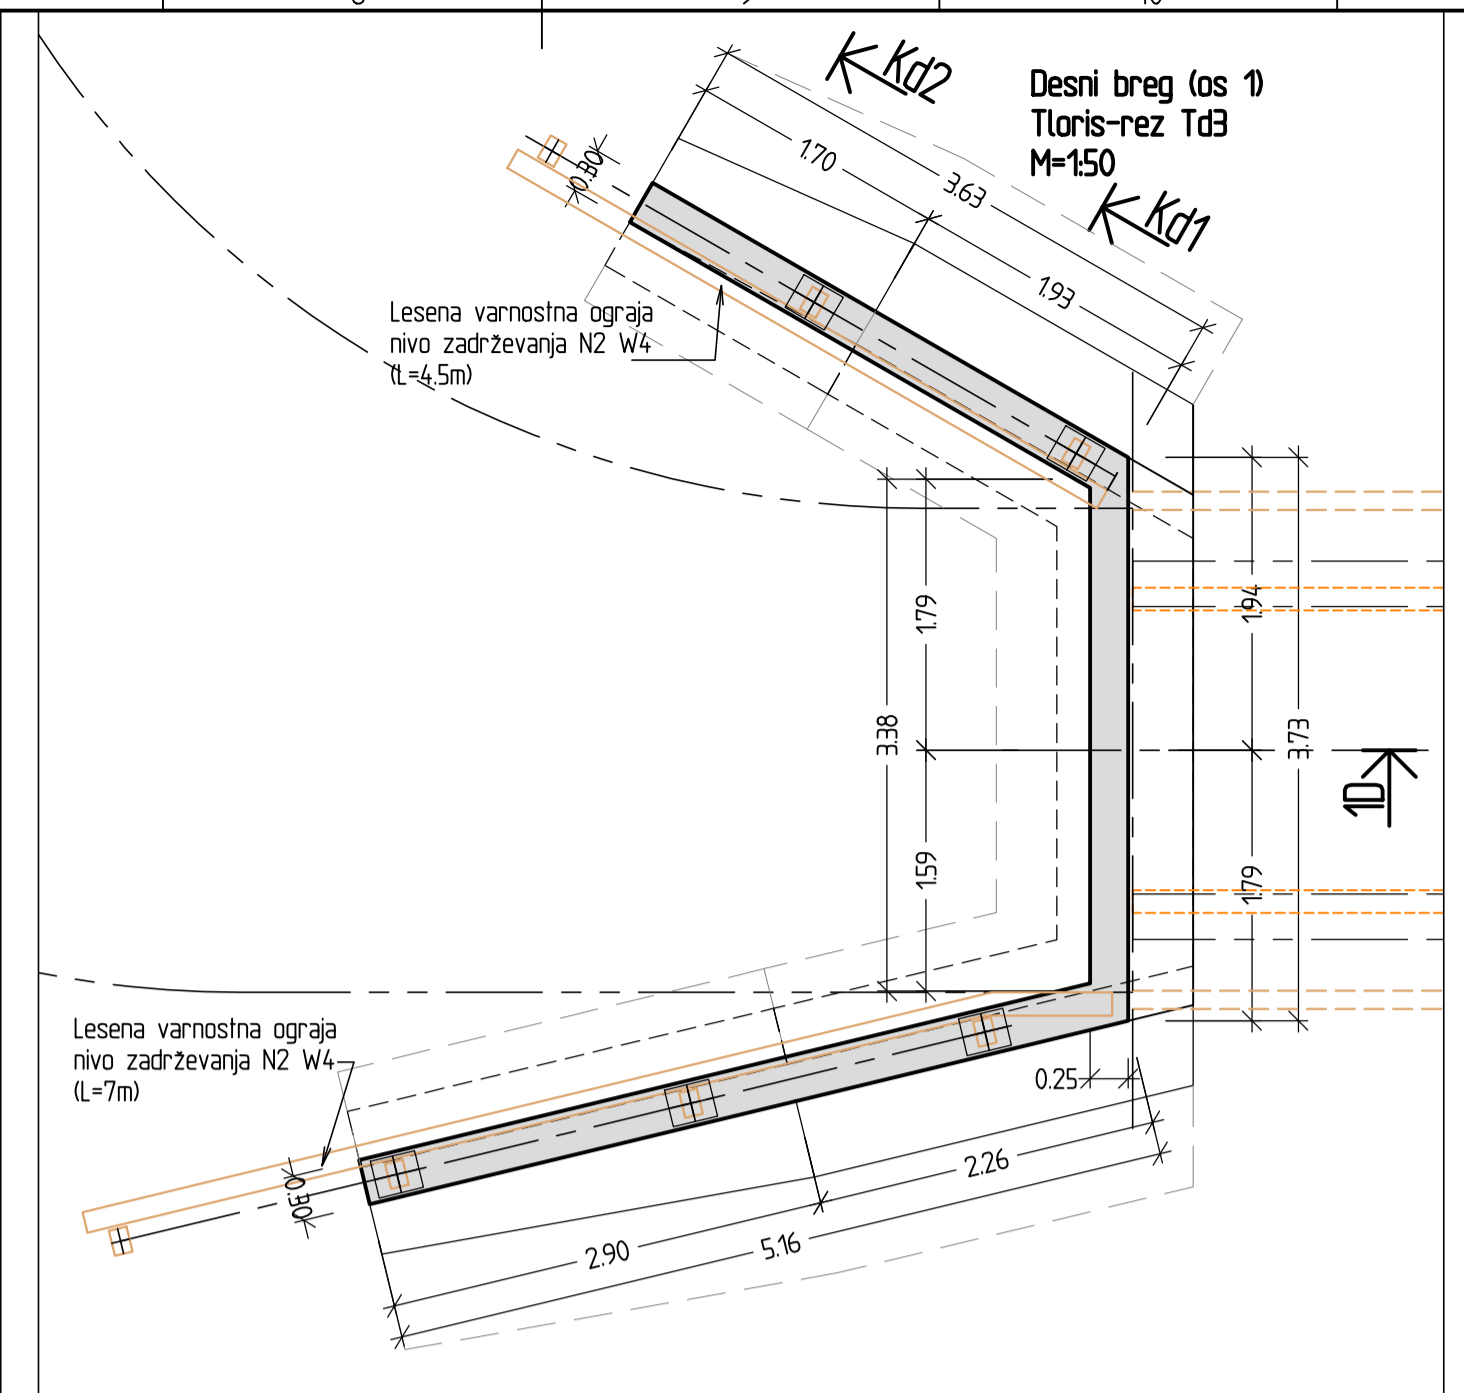 Kd2
Desni breg (os 1)
Tloris-rez Td3
M=1:50
1.70
3.63
0.30
Kd1
1.93
Lesena varnostna ograja
nivo zadrževanja N2 W4
(L=4.5m)
1.79
1.94
3.38
3.73
1D
1.59
1.79
Lesena varnostna ograja
nivo zadrževanja N2 W4
(L=7m)
0.25
2.26
0.30
2.90
5.16